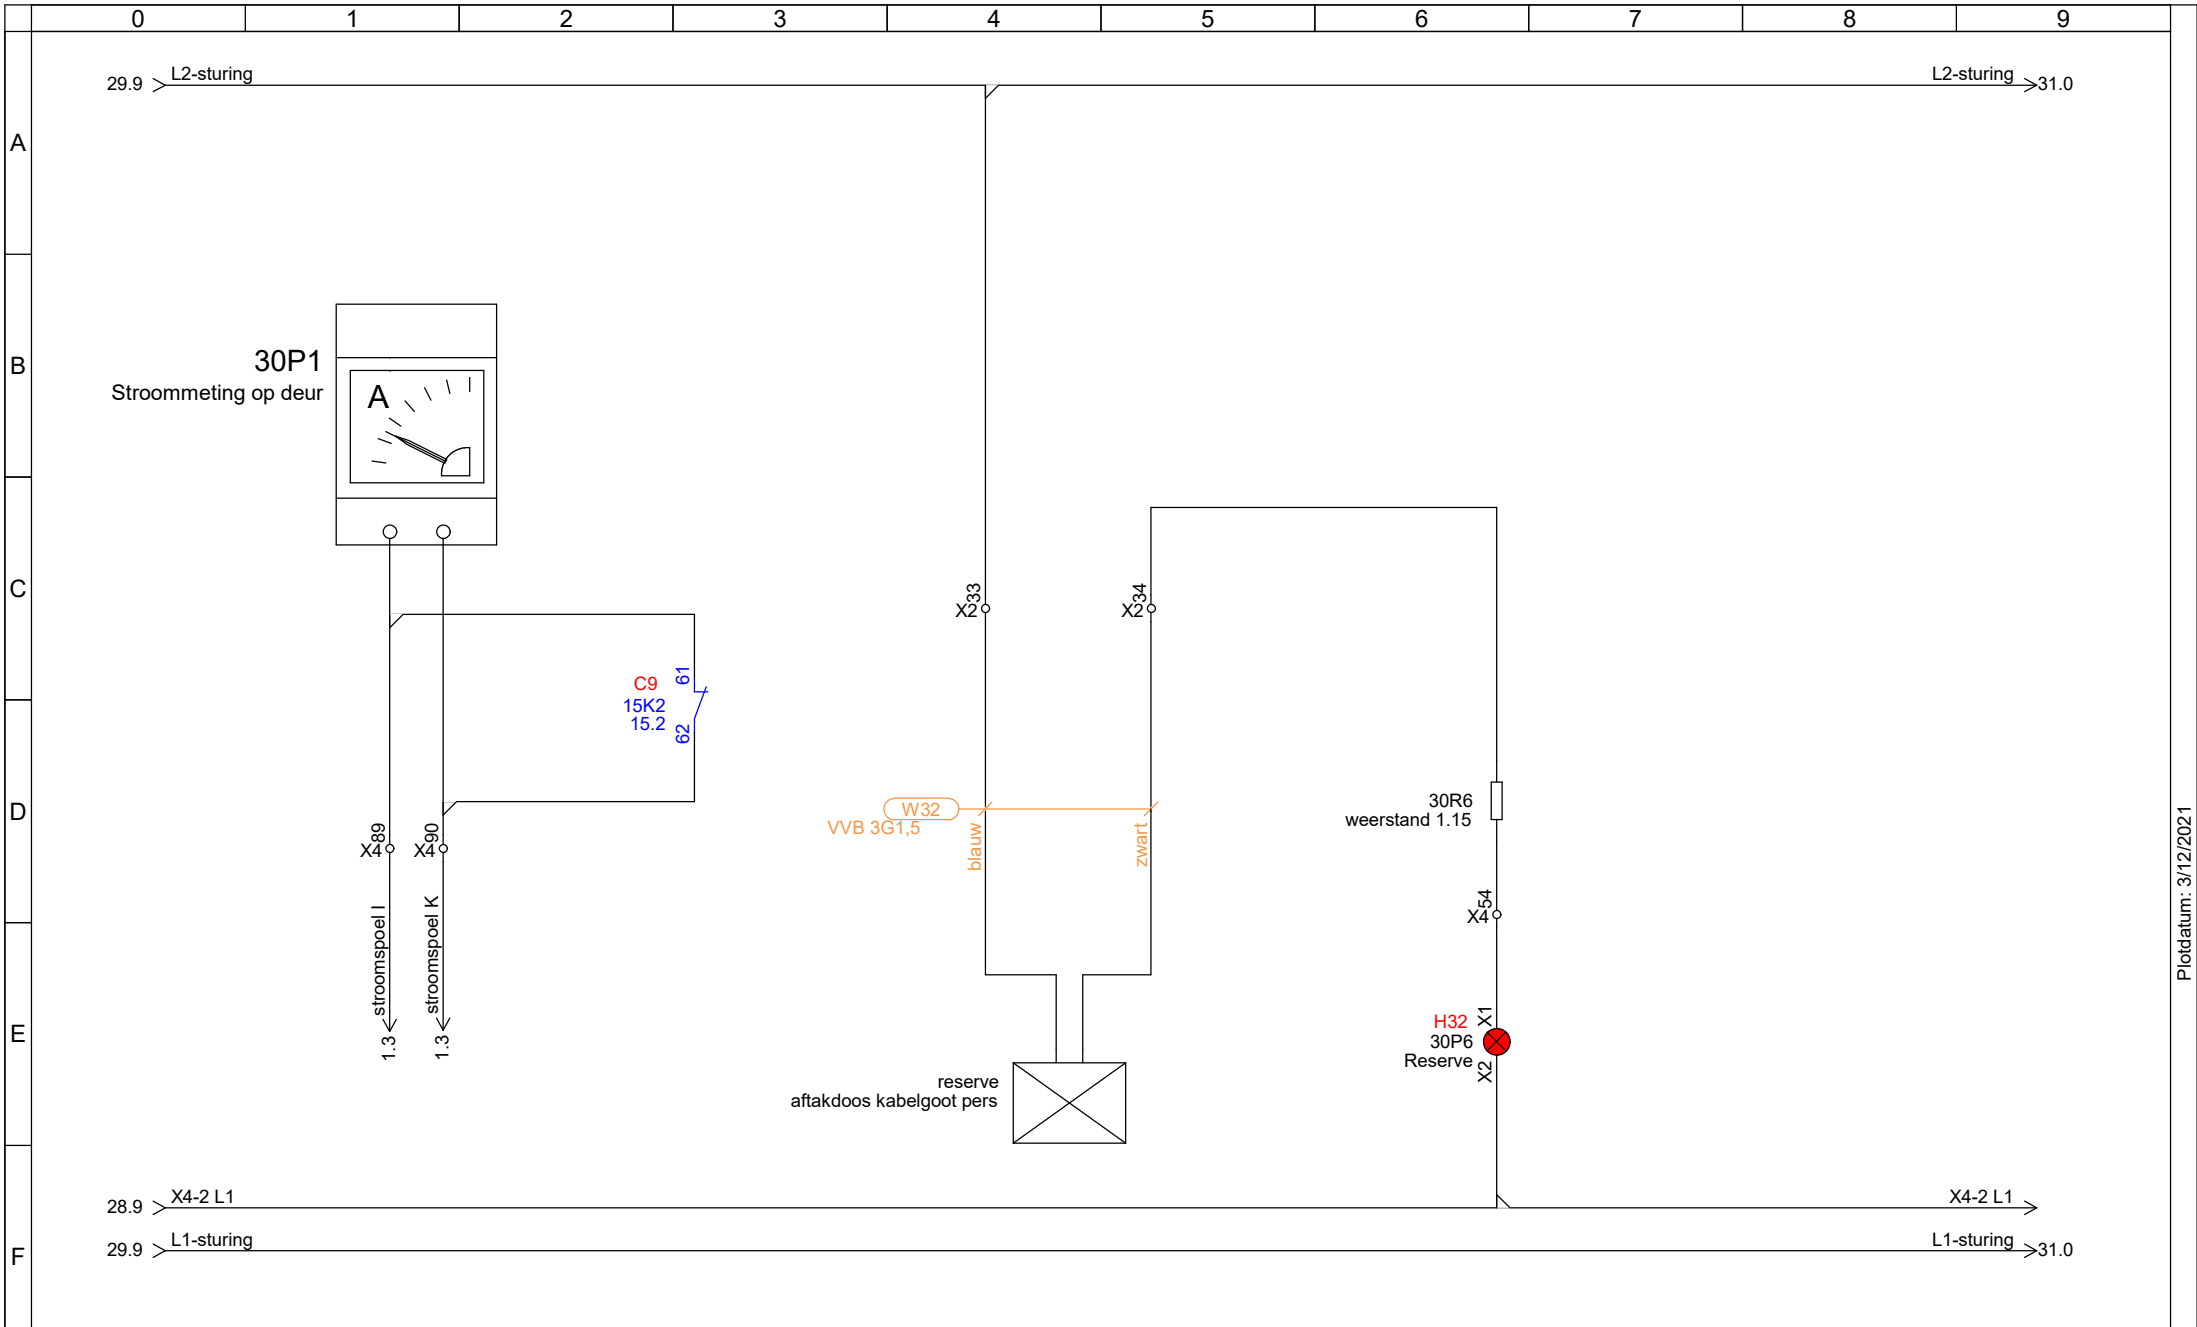 0 1 2 3 4 5 6 7 8 9
A
B
C
D
E
F
29.9 L2-sturing
L2-sturing 31.0
30P1
Stroommeting op deur
A
C9
15K2
15.2
61
62
X4 89
X4 90
stroomspoel I
stroomspoel K
1.3
1.3
X2 33
X2 34
W32
VVB 3G1,5
blauw
zwart
reserve
aftakdoos kabelgoot pers
30R6
weerstand 1.15
X4 54
H32
30P6
Reserve
X1
X2
28.9 X4-2 L1
X4-2 L1
29.9 L1-sturing
L1-sturing 31.0
Plotdatum: 3/12/2021